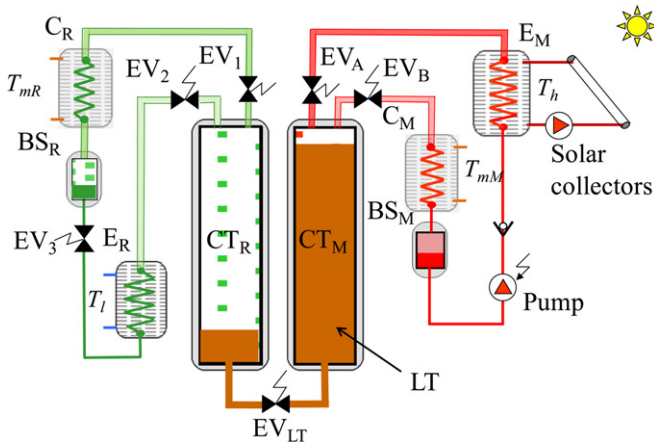 C_R
E_M
EV_1
EV_A
EV_2
EV_B
T_mR
T_h
C_M
BS_R
Solar
collectors
T_mM
BS_M
EV_3
E_R
CT_R
CT_M
T_l
Pump
LT
EV_LT